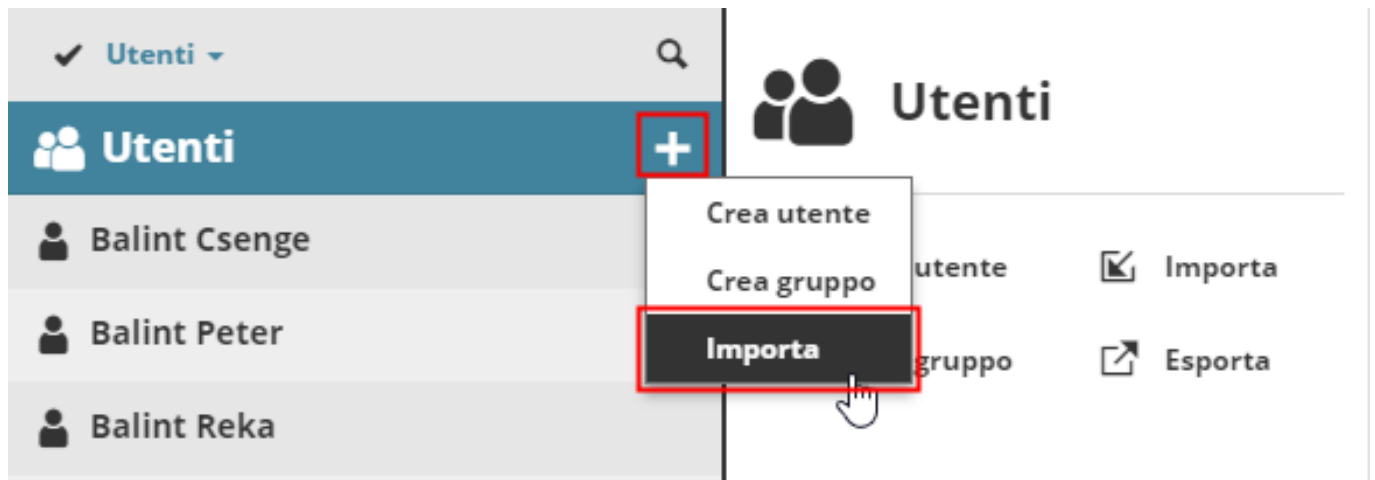 Utenti
Utenti
Balint Csenge
Balint Peter
Balint Reka
Crea utente
Crea gruppo
Importa
Utenti
utente
Importa
gruppo
Esporta